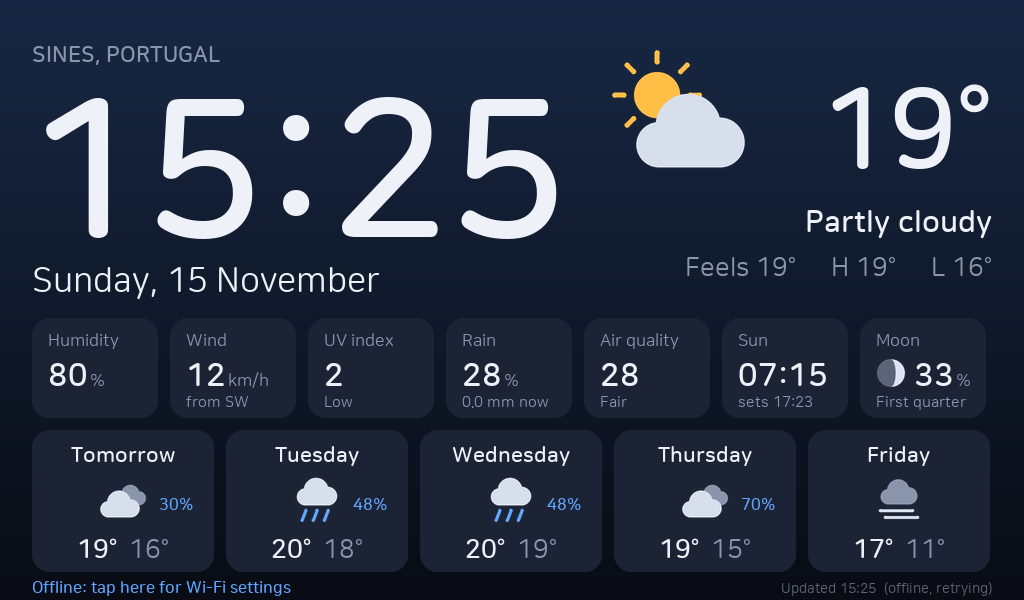 SINES, PORTUGAL
15:25
19°
Partly cloudy
Feels 19° H 19° L 16°
Sunday, 15 November
Humidity
80%
Wind
12 km/h
from SW
UV index
2
Low
Rain
28%
0.0 mm now
Air quality
28
Fair
Sun
07:15
sets 17:23
Moon
33%
First quarter
Tomorrow
30%
19° 16°
Tuesday
48%
20° 18°
Wednesday
48%
20° 19°
Thursday
70%
19° 15°
Friday
17° 11°
Offline: tap here for Wi-Fi settings
Updated 15:25 (offline, retrying)